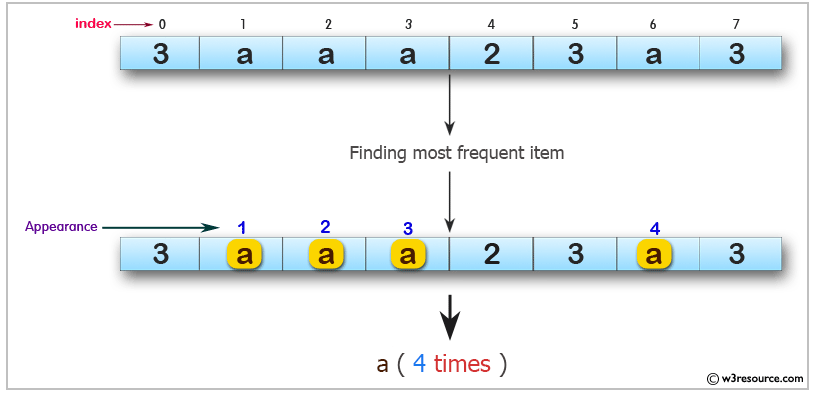 index 0 1 2 3 4 5 6 7
3 a a a 2 3 a 3
Finding most frequent item
Appearance 1 2 3 4
3 a a a 2 3 a 3
a ( 4 times )
© w3resource.com